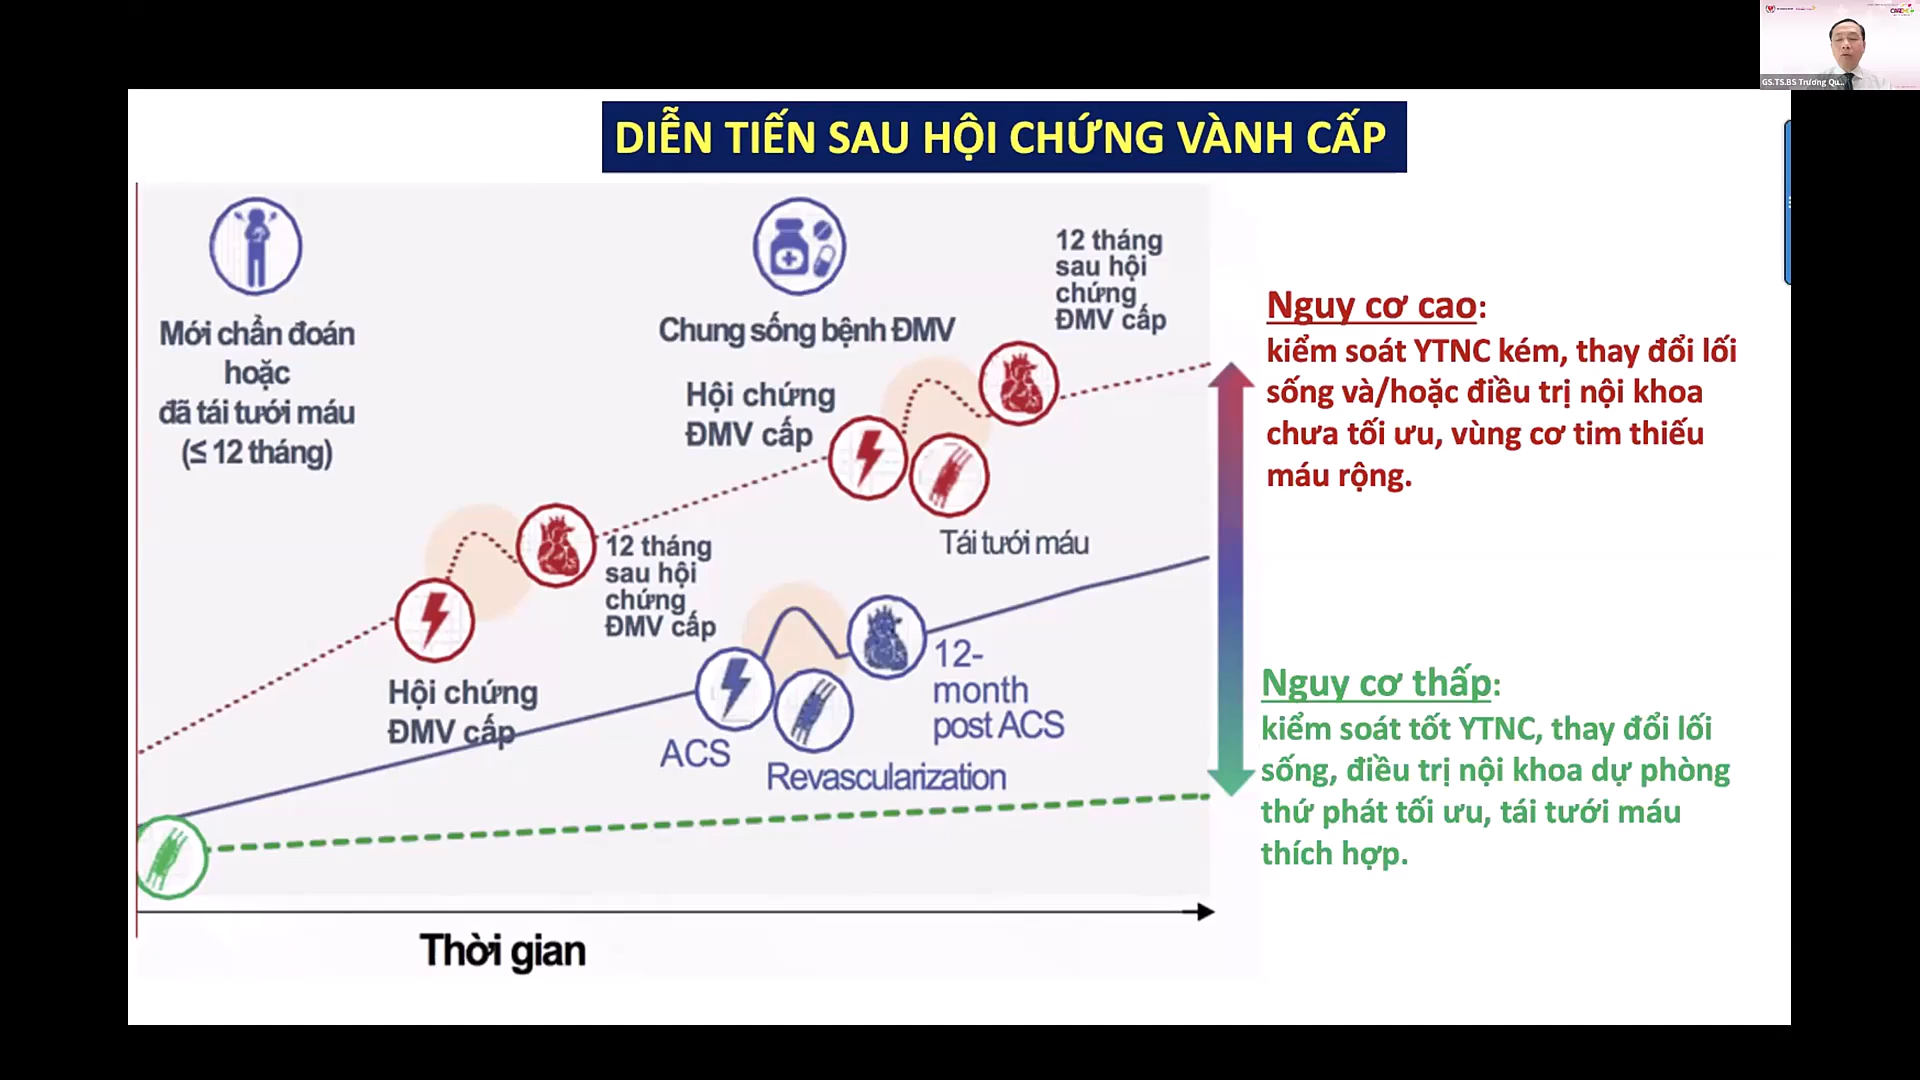 GS.TS.BS Trương Qu...
DIỄN TIẾN SAU HỘI CHỨNG VÀNH CẤP
Mới chẩn đoán
hoặc
đã tái tưới máu
(≤ 12 tháng)
Chung sống bệnh ĐMV
12 tháng
sau hội
chứng
ĐMV cấp
Hội chứng
ĐMV cấp
Tái tưới máu
12 tháng
sau hội
chứng
ĐMV cấp
Hội chứng
ĐMV cấp
ACS
Revascularization
12-
month
post ACS
Thời gian
Nguy cơ cao:
kiểm soát YTNC kém, thay đổi lối
sống và/hoặc điều trị nội khoa
chưa tối ưu, vùng cơ tim thiếu
máu rộng.
Nguy cơ thấp:
kiểm soát tốt YTNC, thay đổi lối
sống, điều trị nội khoa dự phòng
thứ phát tối ưu, tái tưới máu
thích hợp.